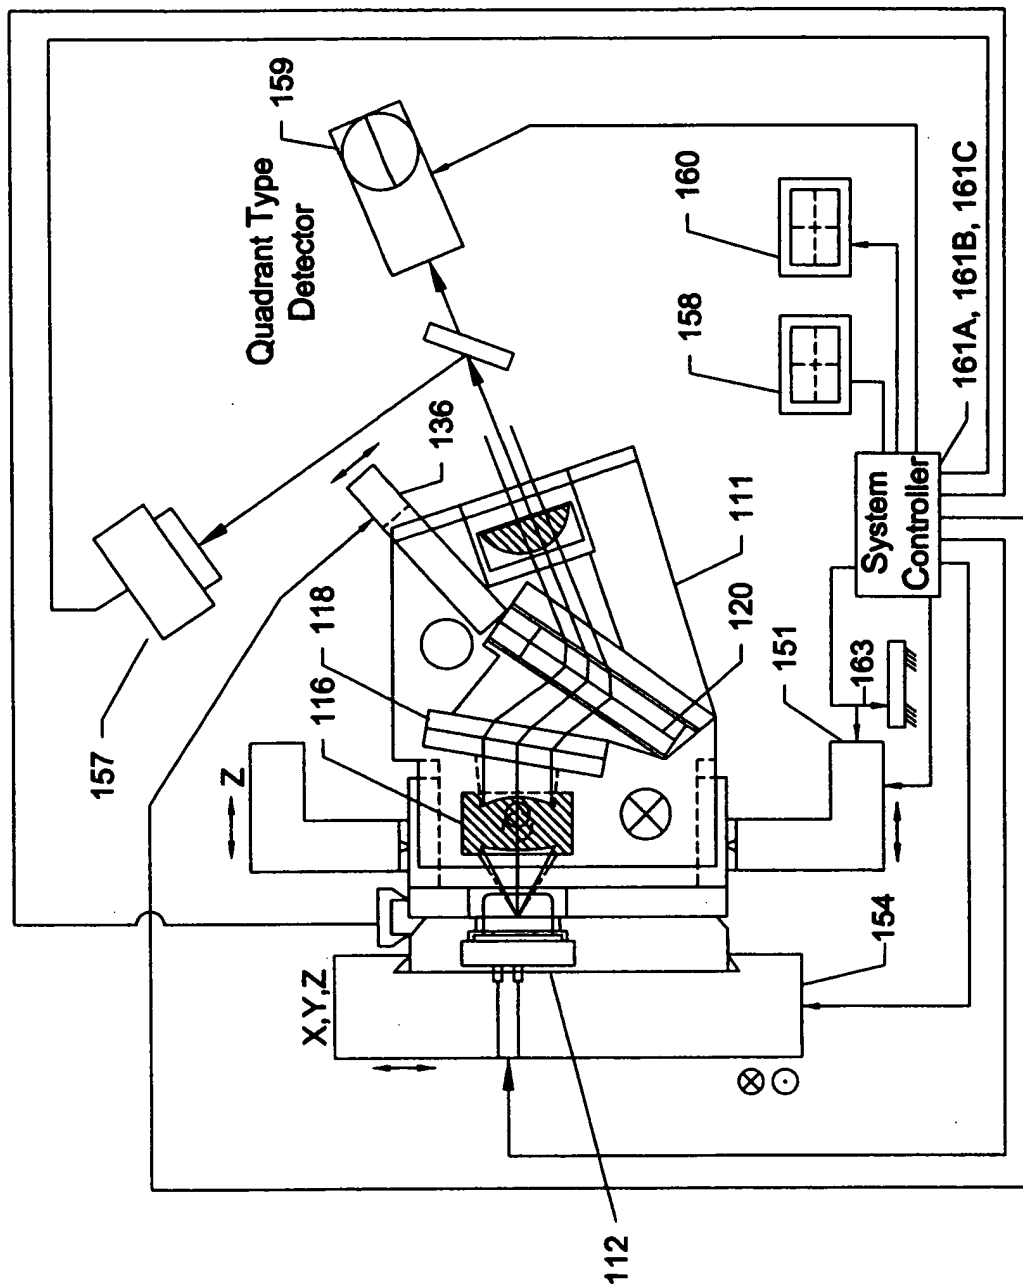 159
Quadrant Type
Detector
160
158
161A, 161B, 161C
System
Controller
136
111
120
118
116
157
151
163
Z
154
X,Y,Z
112